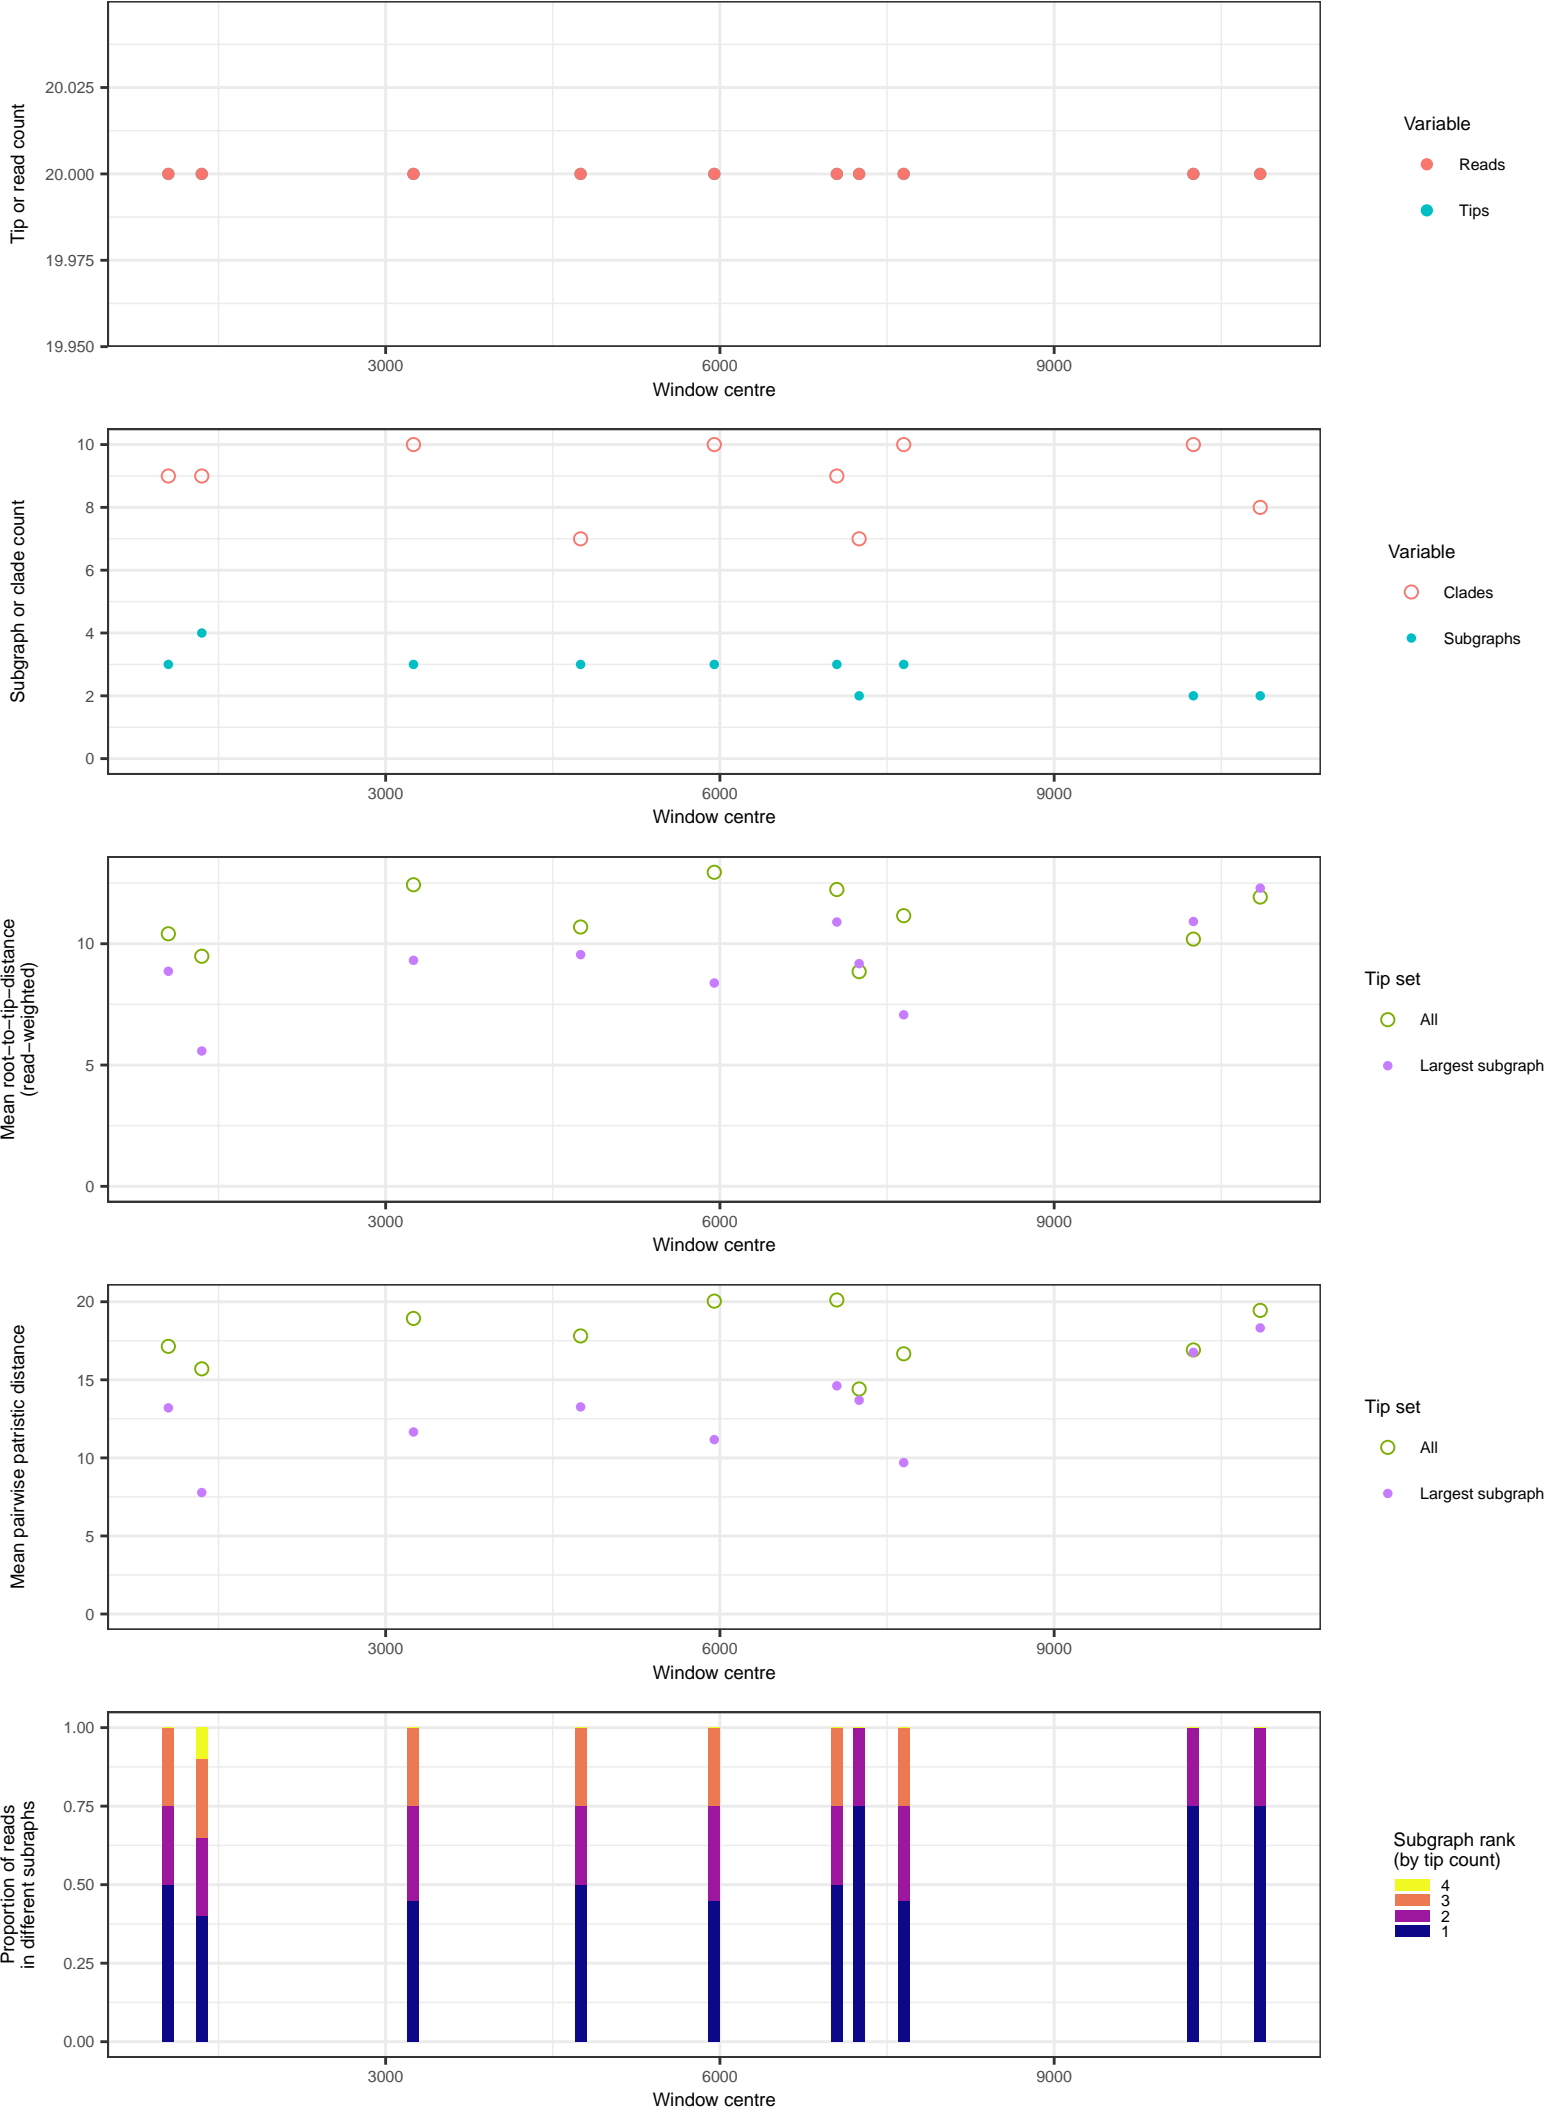 20.025
20.000
19.975
19.950
Tip or read count
3000 6000 9000
Window centre
Variable
Reads
Tips
10
8
6
4
2
0
Subgraph or clade count
3000 6000 9000
Window centre
Variable
Clades
Subgraphs
10
5
0
Mean root−to−tip−distance
(read−weighted)
3000 6000 9000
Window centre
Tip set
All
Largest subgraph
20
15
10
5
0
Mean pairwise patristic distance
3000 6000 9000
Window centre
Tip set
All
Largest subgraph
1.00
0.75
0.50
0.25
0.00
Proportion of reads
in different subraphs
3000 6000 9000
Window centre
Subgraph rank
(by tip count)
4
3
2
1